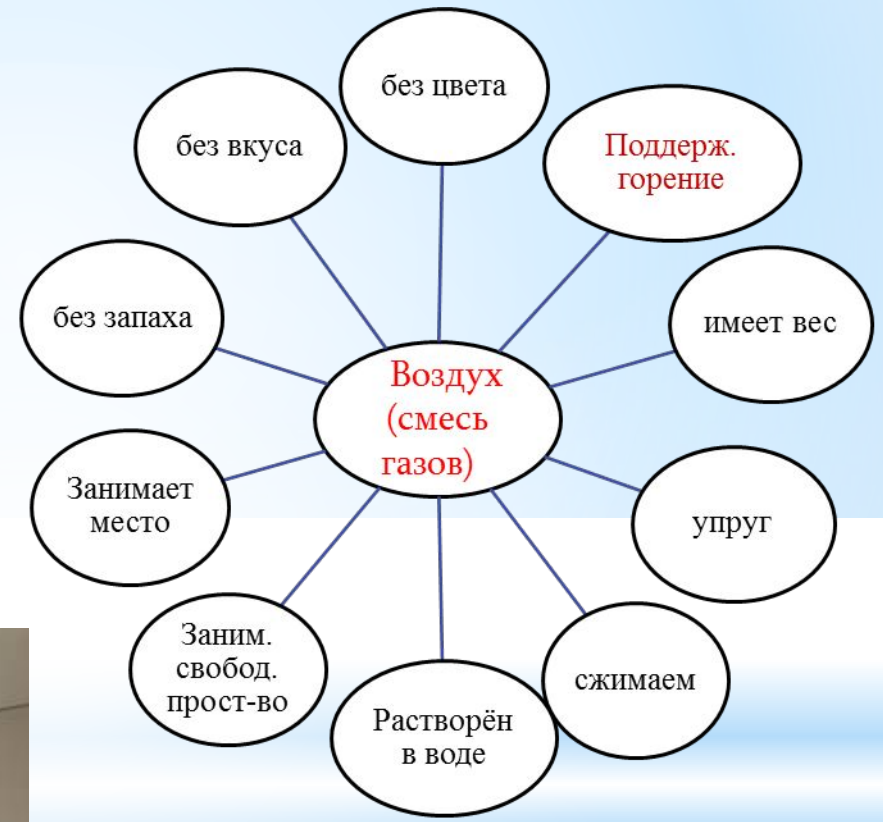 без цвета
без вкуса
Поддерж.
горение
без запаха
имеет вес
Воздух
(смесь
газов)
Занимает
место
упруг
Заним.
свобод.
прост-во
сжимаем
Растворён
в воде